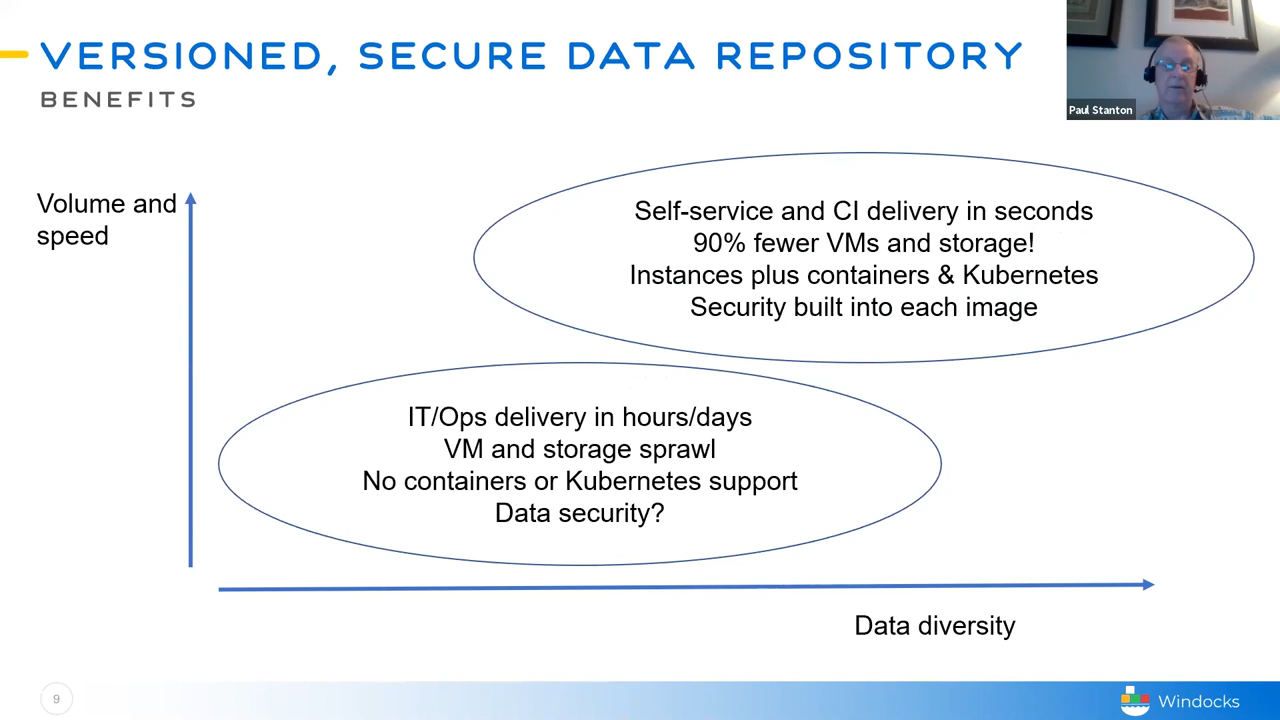 VERSIONED, SECURE DATA REPOSITORY
BENEFITS
Paul Stanton
Volume and
speed
Self-service and CI delivery in seconds
90% fewer VMs and storage!
Instances plus containers & Kubernetes
Security built into each image
IT/Ops delivery in hours/days
VM and storage sprawl
No containers or Kubernetes support
Data security?
Data diversity
9
Windocks